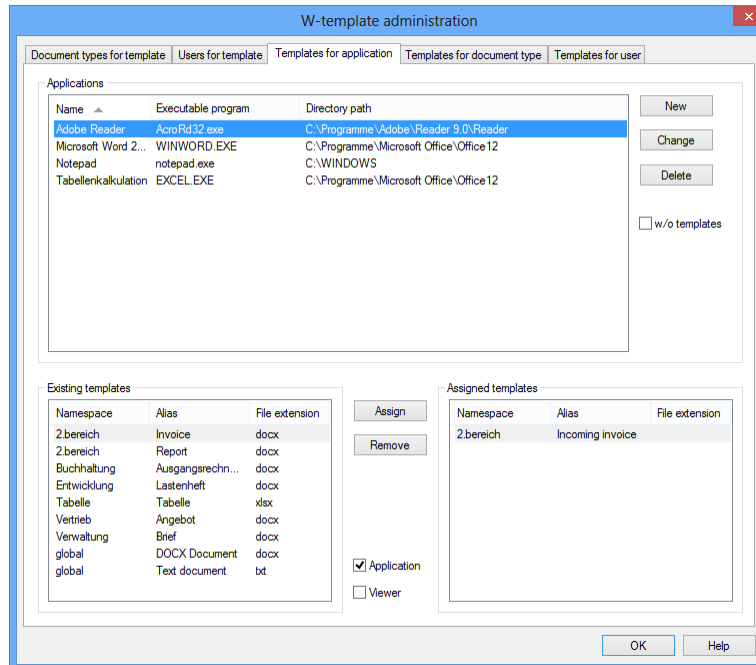 W-template administration
x
Document types for template Users for template Templates for application Templates for document type Templates for user
Applications
Name Executable program Directory path
Adobe Reader AcroRd32.exe C:\Programme\Adobe\Reader 9.0\Reader
Microsoft Word 2... WINWORD.EXE C:\Programme\Microsoft Office\Office12
Notepad notepad.exe C:\WINDOWS
Tabellenkalkulation EXCEL.EXE C:\Programme\Microsoft Office\Office12
New
Change
Delete
w/o templates
Existing templates
Namespace Alias File extension
2.bereich Invoice docx
2.bereich Report docx
Buchhaltung Ausgangsrechn... docx
Entwicklung Lastenheft docx
Tabelle Tabelle xlsx
Vertrieb Angebot docx
Verwaltung Brief docx
global DOCX Document docx
global Text document txt
Assign
Remove
Application
Viewer
Assigned templates
Namespace Alias File extension
2.bereich Incoming invoice
OK Help